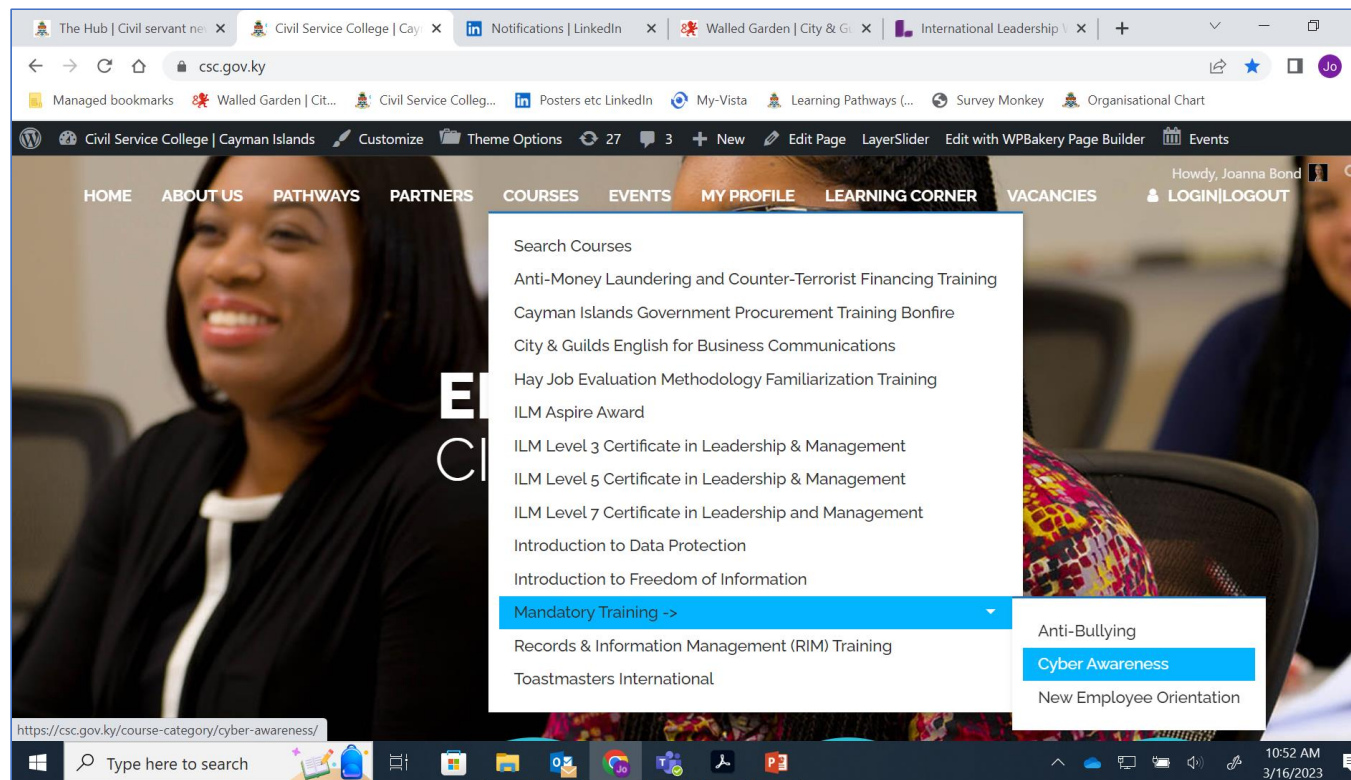 The Hub | Civil servant ne
Civil Service College | Cay
Notifications | LinkedIn
Walled Garden | City & Gu
International Leadership
csc.gov.ky
Jo
Managed bookmarks
Walled Garden | Cit...
Civil Service Colleg...
Posters etc LinkedIn
My-Vista
Learning Pathways (...
Survey Monkey
Organisational Chart
Civil Service College | Cayman Islands
Customize
Theme Options
27
3
New
Edit Page
LayerSlider
Edit with WPBakery Page Builder
Events
Howdy, Joanna Bond
HOME
ABOUT US
PATHWAYS
PARTNERS
COURSES
EVENTS
MY PROFILE
LEARNING CORNER
VACANCIES
LOGIN|LOGOUT
Search Courses
Anti-Money Laundering and Counter-Terrorist Financing Training
Cayman Islands Government Procurement Training Bonfire
City & Guilds English for Business Communications
Hay Job Evaluation Methodology Familiarization Training
ILM Aspire Award
ILM Level 3 Certificate in Leadership & Management
ILM Level 5 Certificate in Leadership & Management
ILM Level 7 Certificate in Leadership and Management
Introduction to Data Protection
Introduction to Freedom of Information
Mandatory Training ->
Records & Information Management (RIM) Training
Toastmasters International
Anti-Bullying
Cyber Awareness
New Employee Orientation
https://csc.gov.ky/course-category/cyber-awareness/
Type here to search
10:52 AM
3/16/2023